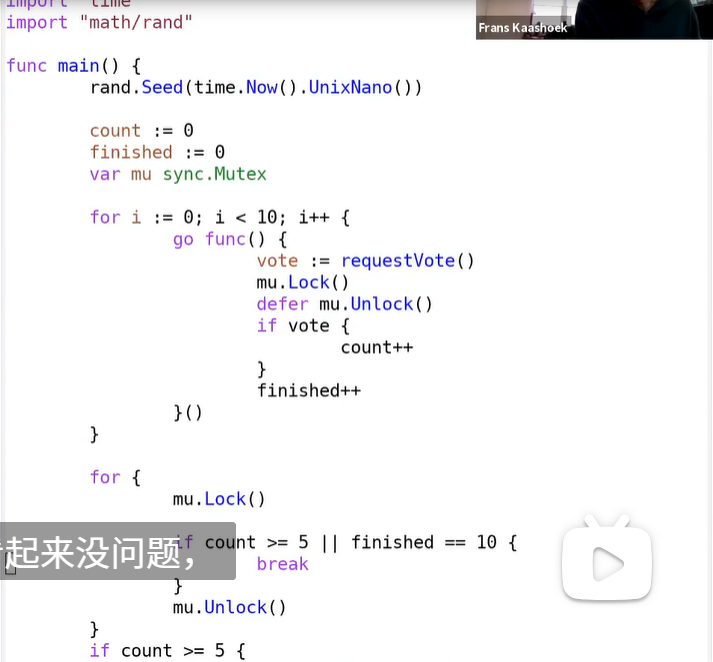 import "time"
import "math/rand"
Frans Kaashoek
func main() {
rand.Seed(time.Now().UnixNano())
count := 0
finished := 0
var mu sync.Mutex
for i := 0; i < 10; i++ {
go func() {
vote := requestVote()
mu.Lock()
defer mu.Unlock()
if vote {
count++
}
finished++
}()
}
for {
mu.Lock()
if count >= 5 || finished == 10 {
起来没问题，
break
}
mu.Unlock()
}
if count >= 5 {